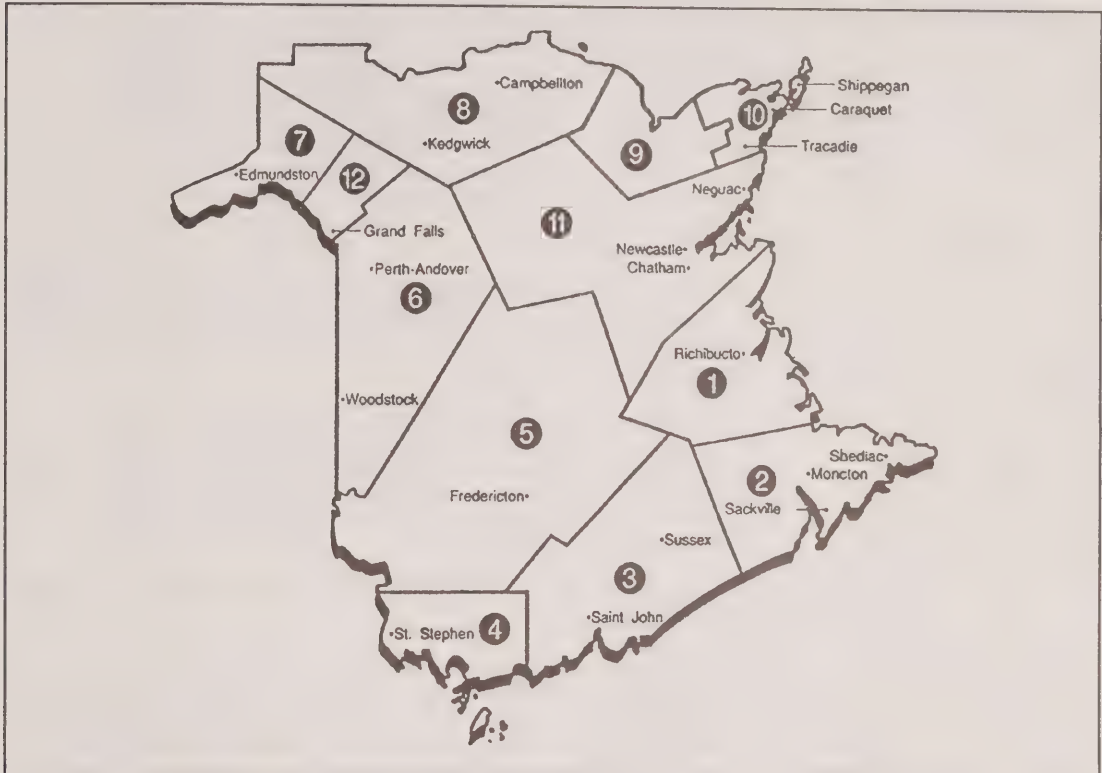 Campbellton
Shippegan
8
10
Caraquet
Kedgwick
7
9
Tracadie
Edmundston
12
Neguac
11
Grand Falls
Newcastle
Chatham
Perth-Andover
6
Richibucto
1
Woodstock
5
Shediac
2
Moncton
Fredericton
Sackville
Sussex
3
Saint John
St. Stephen
4